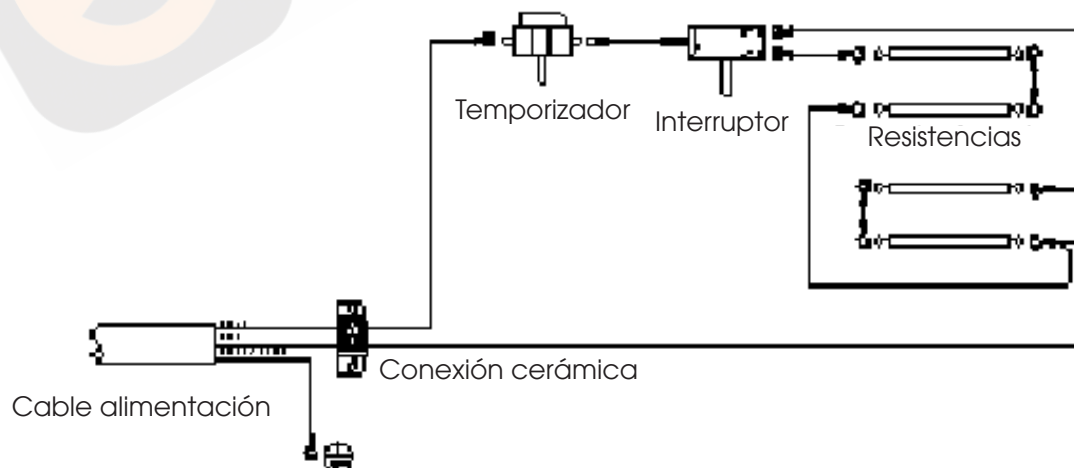 Temporizador
Interruptor
Resistencias
Conexión cerámica
Cable alimentación